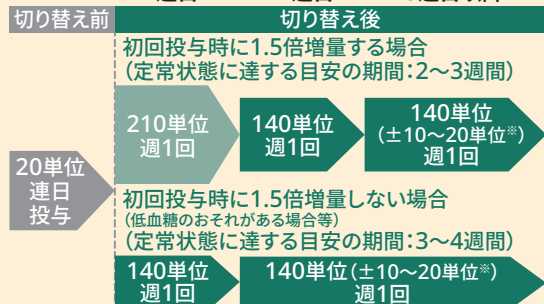 切り替え前
切り替え後
初回投与時に1.5倍増量する場合
（定常状態に達する目安の期間：2～3週間）
210単位
週1回
140単位
週1回
140単位
（±10～20単位※）
週1回
20単位
連日
投与
初回投与時に1.5倍増量しない場合
（低血糖のおそれがある場合等）
（定常状態に達する目安の期間：3～4週間）
140単位
週1回
140単位（±10～20単位※）
週1回